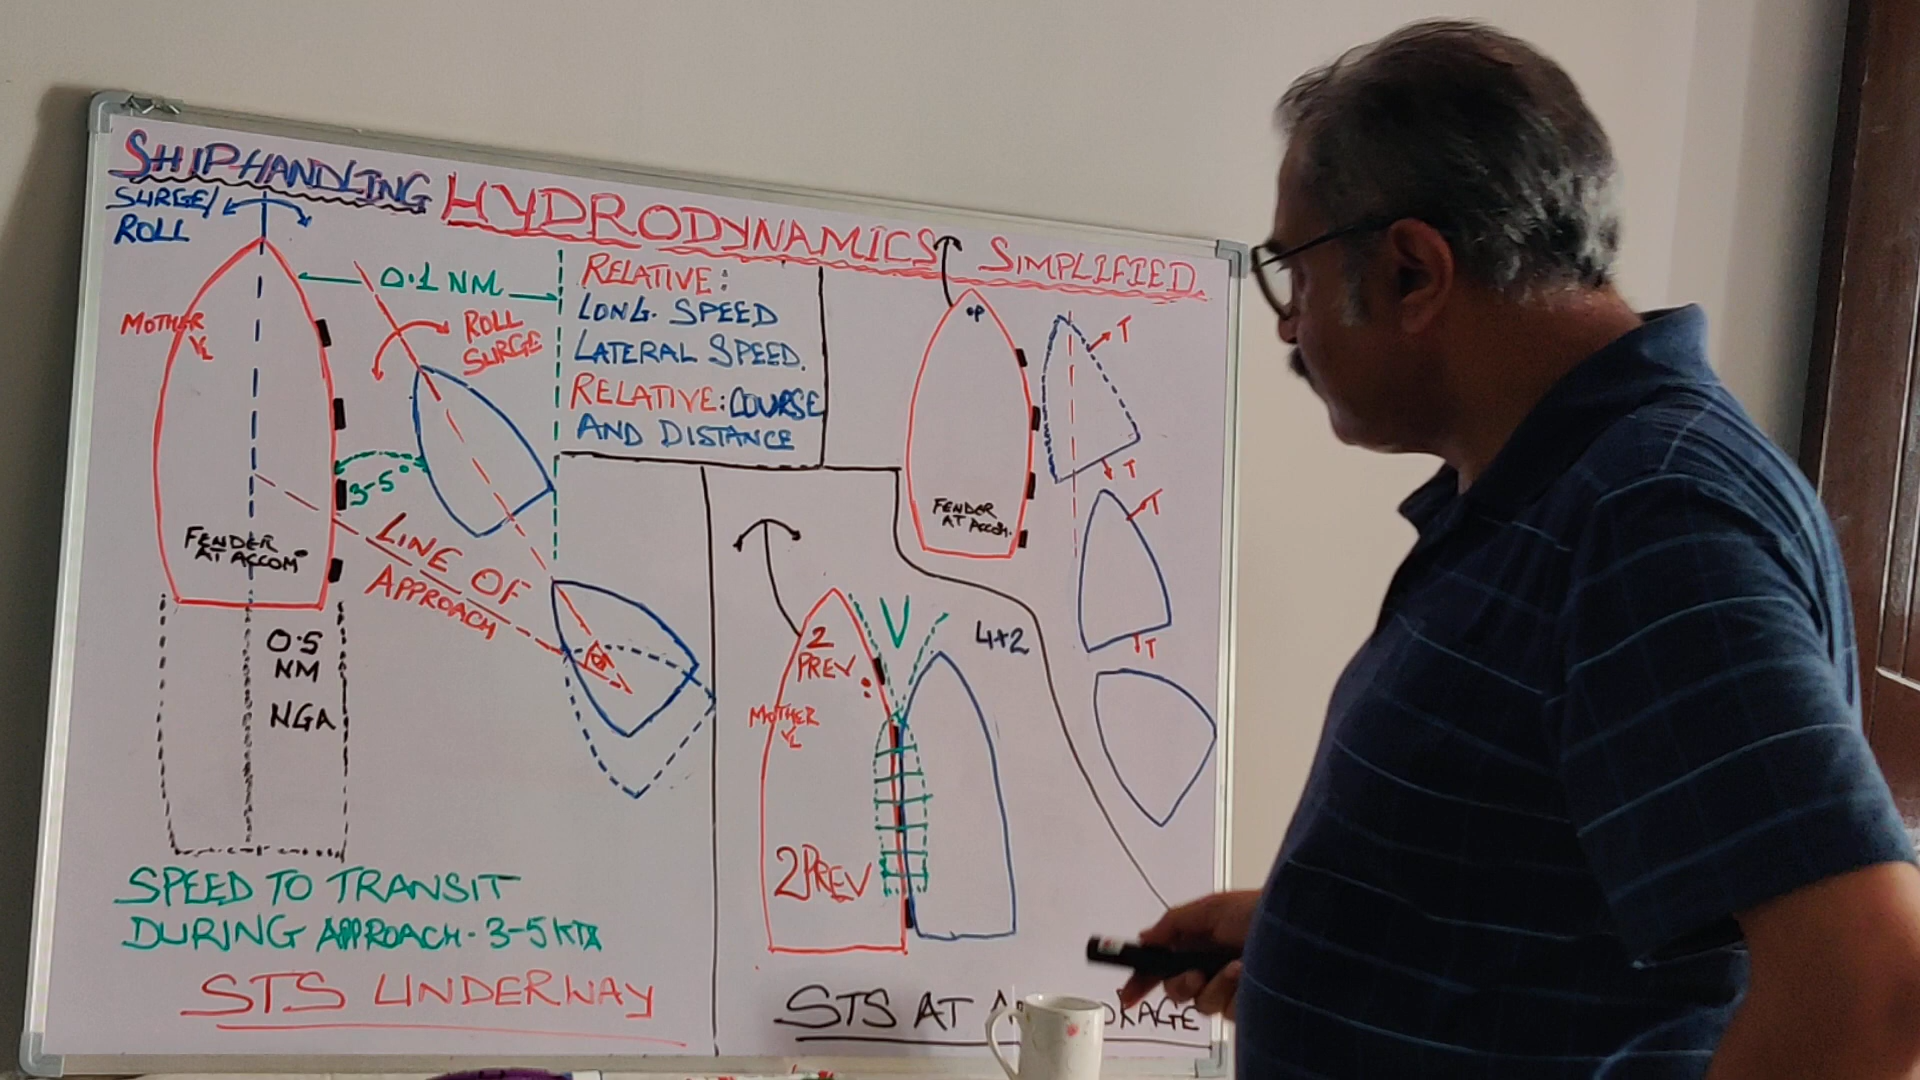 SHIPHANDLING HYDRODYNAMICS SIMPLIFIED.
SURGE/
ROLL
0.1 NM
MOTHER
VL
ROLL
SURGE
RELATIVE:
LONG. SPEED
LATERAL SPEED.
RELATIVE: COURSE
AND DISTANCE
3-5°
FENDER
AT ACCOM
LINE OF
APPROACH
0.5
NM
NGA
SPEED TO TRANSIT
DURING APPROACH - 3-5 KTS
STS UNDERWAY
T
T
FENDER
AT ACCOM.
T
T
2
PREV
V
4+2
MOTHER
VL
2 PREV
STS AT